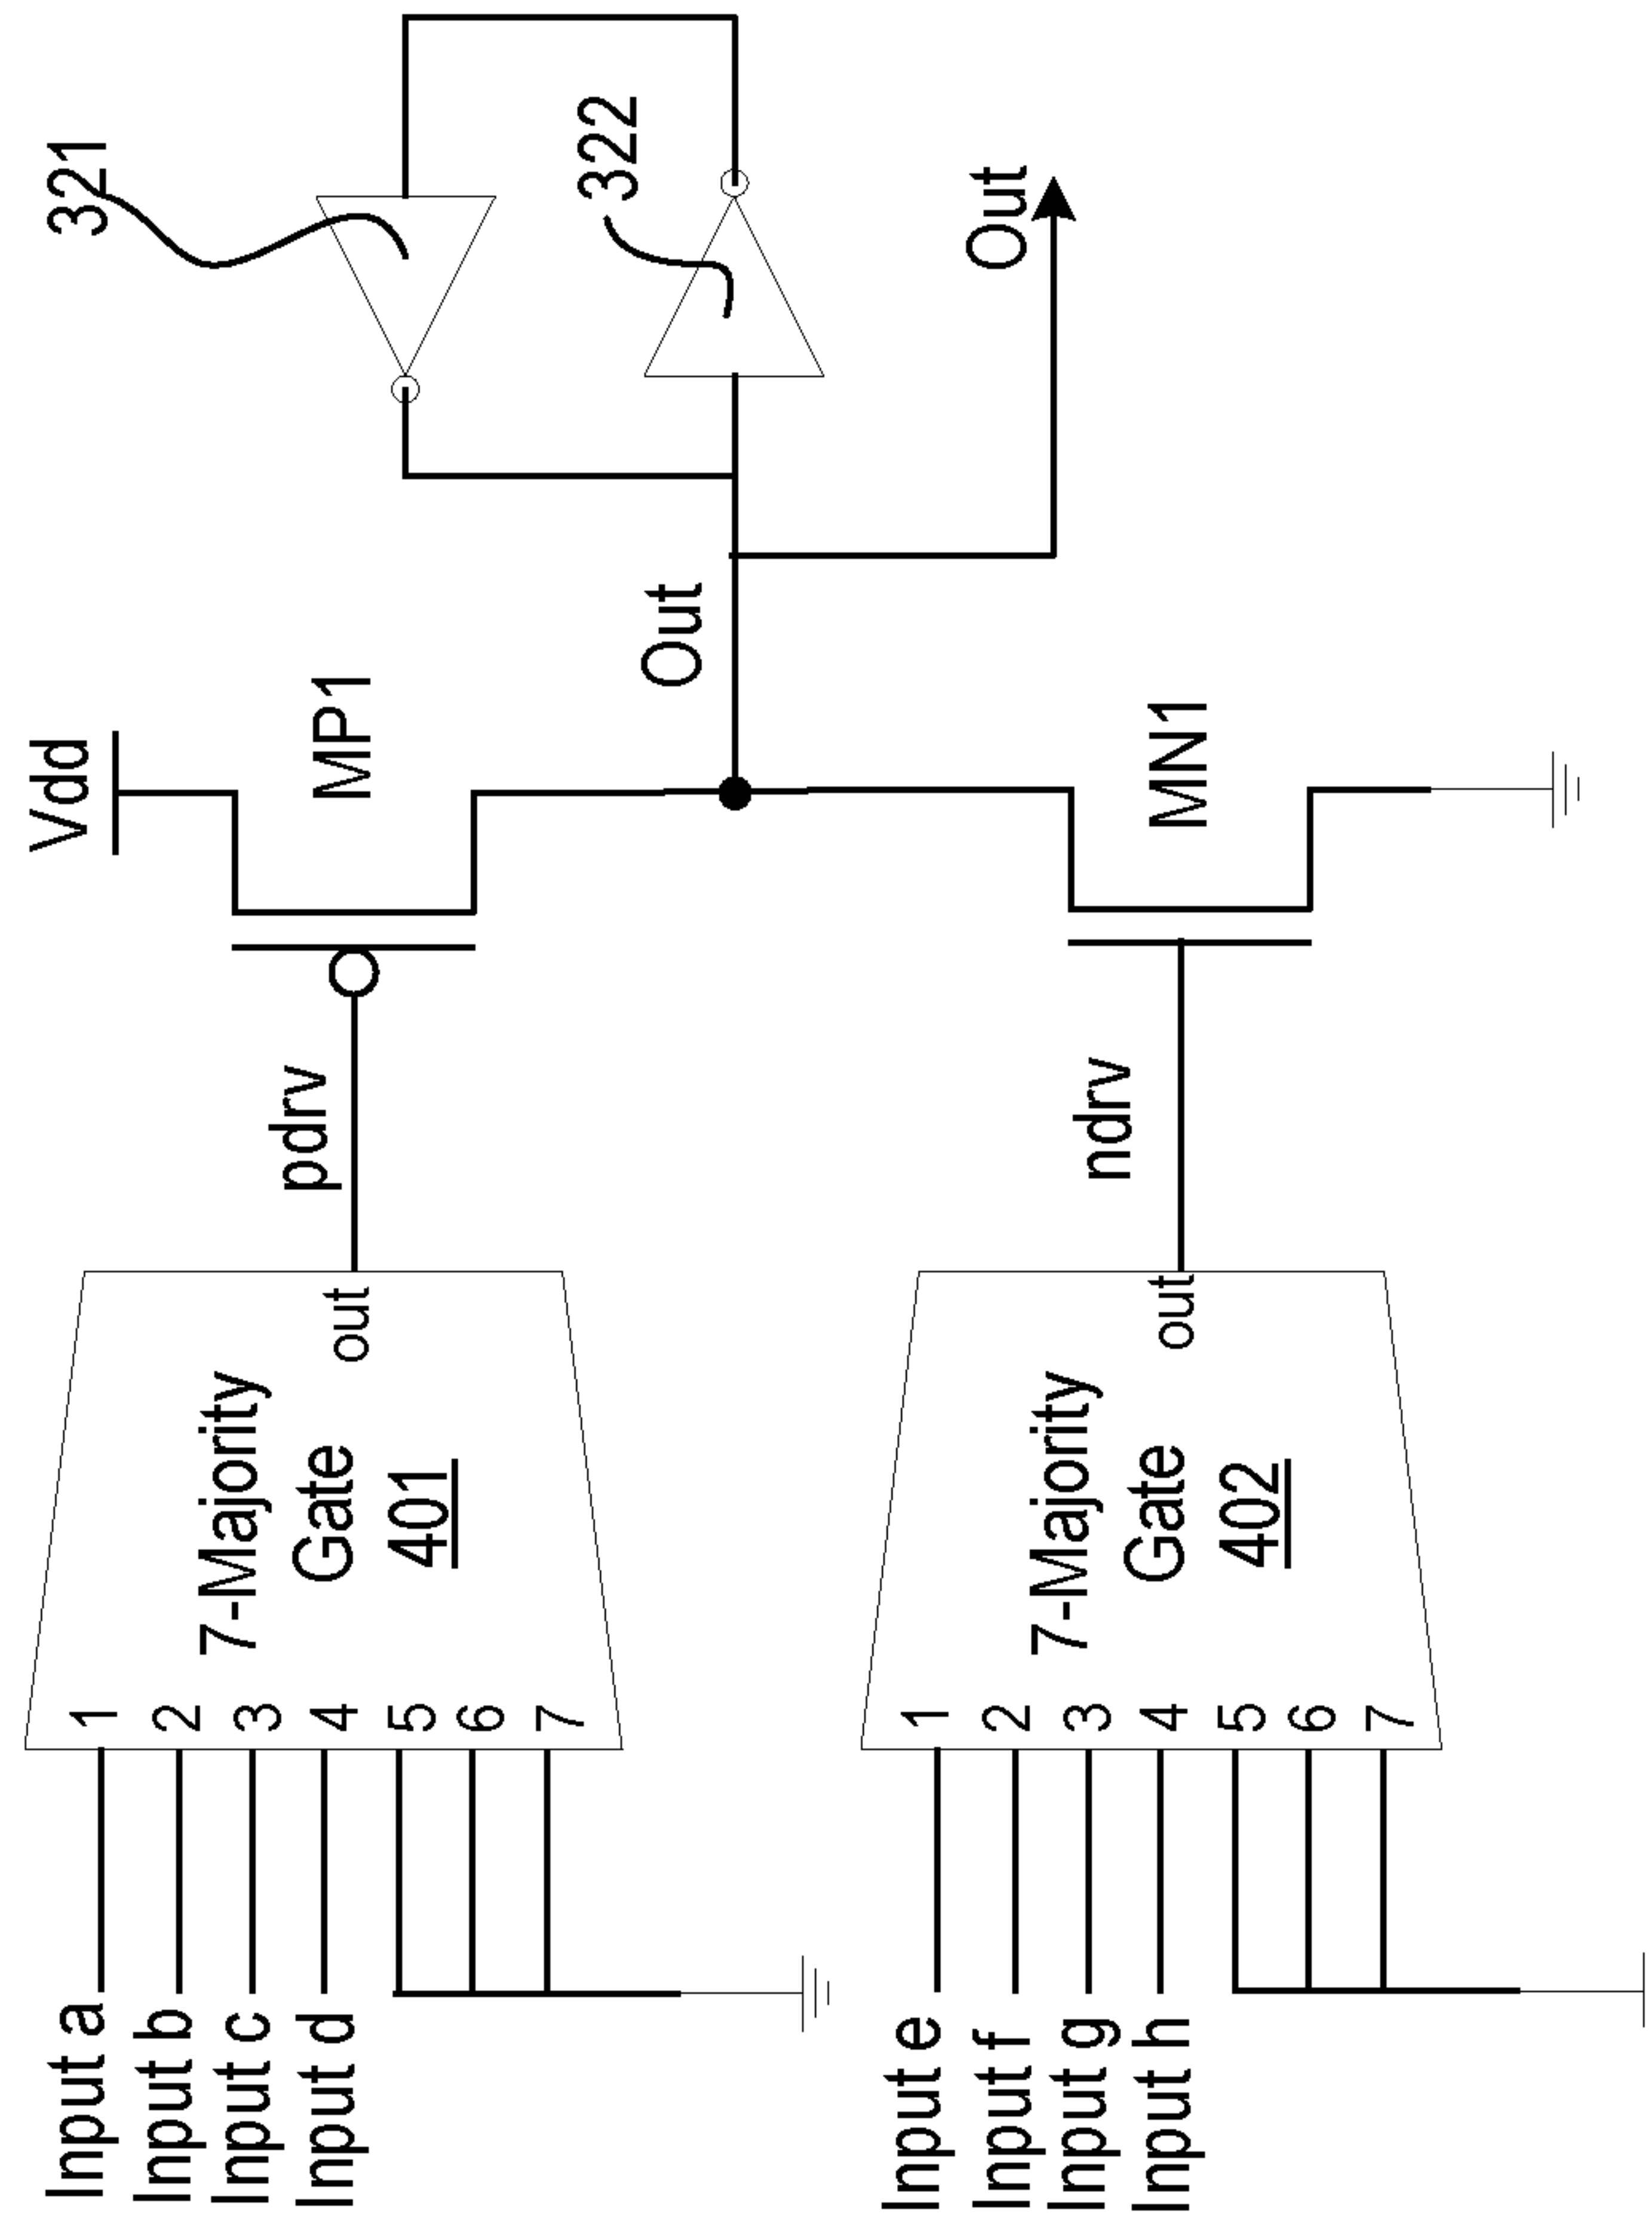 Vdd
321
MP1
322
pdrv
Input a
Input b
Input c
Input d
1
2
3
4
5
6
7
7-Majority
Gate
401
out
Out
Out
MN1
ndrv
Input e
Input f
Input g
Input h
1
2
3
4
5
6
7
7-Majority
Gate
402
out